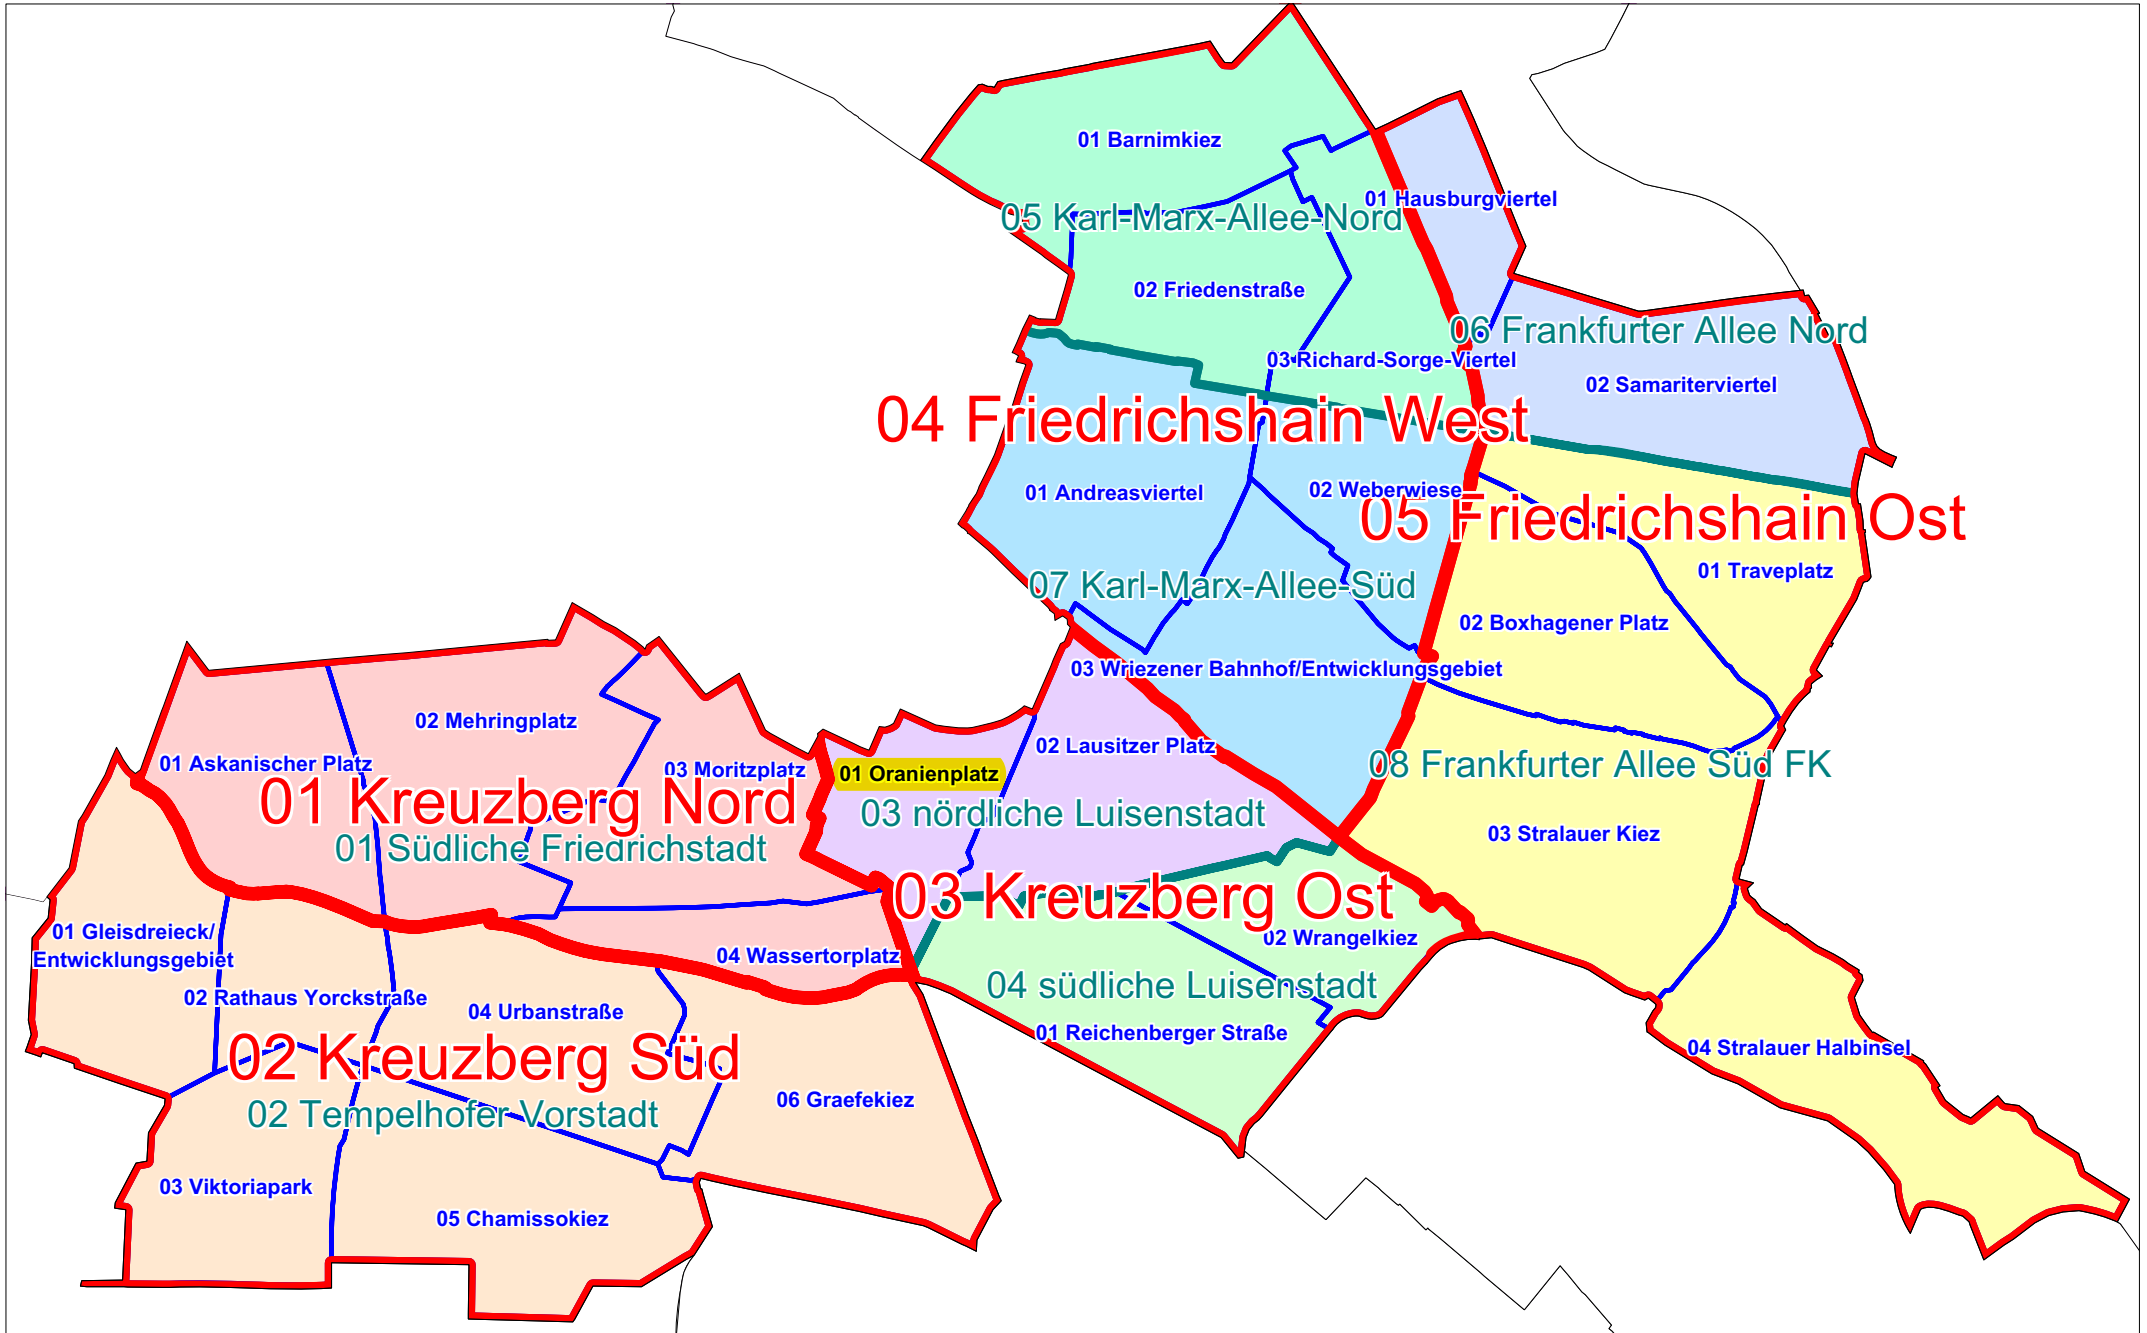 01 Barnimkiez
01 Hausburgviertel
05 Karl-Marx-Allee-Nord
02 Friedenstraße
06 Frankfurter Allee Nord
03 Richard-Sorge-Viertel
02 Samariterviertel
04 Friedrichshain West
01 Andreasviertel
02 Weberwiese
05 Friedrichshain Ost
01 Traveplatz
07 Karl-Marx-Allee-Süd
02 Boxhagener Platz
03 Wriezener Bahnhof/Entwicklungsgebiet
02 Mehringplatz
02 Lausitzer Platz
01 Askanischer Platz
03 Moritzplatz
01 Oranienplatz
08 Frankfurter Allee Süd FK
01 Kreuzberg Nord
03 nördliche Luisenstadt
03 Stralauer Kiez
01 Südliche Friedrichstadt
03 Kreuzberg Ost
01 Gleisdreieck/
Entwicklungsgebiet
02 Wrangelkiez
04 Wassertorplatz
04 südliche Luisenstadt
02 Rathaus Yorckstraße
04 Urbanstraße
01 Reichenberger Straße
04 Stralauer Halbinsel
02 Kreuzberg Süd
06 Graefekiez
02 Tempelhofer Vorstadt
03 Viktoriapark
05 Chamissokiez